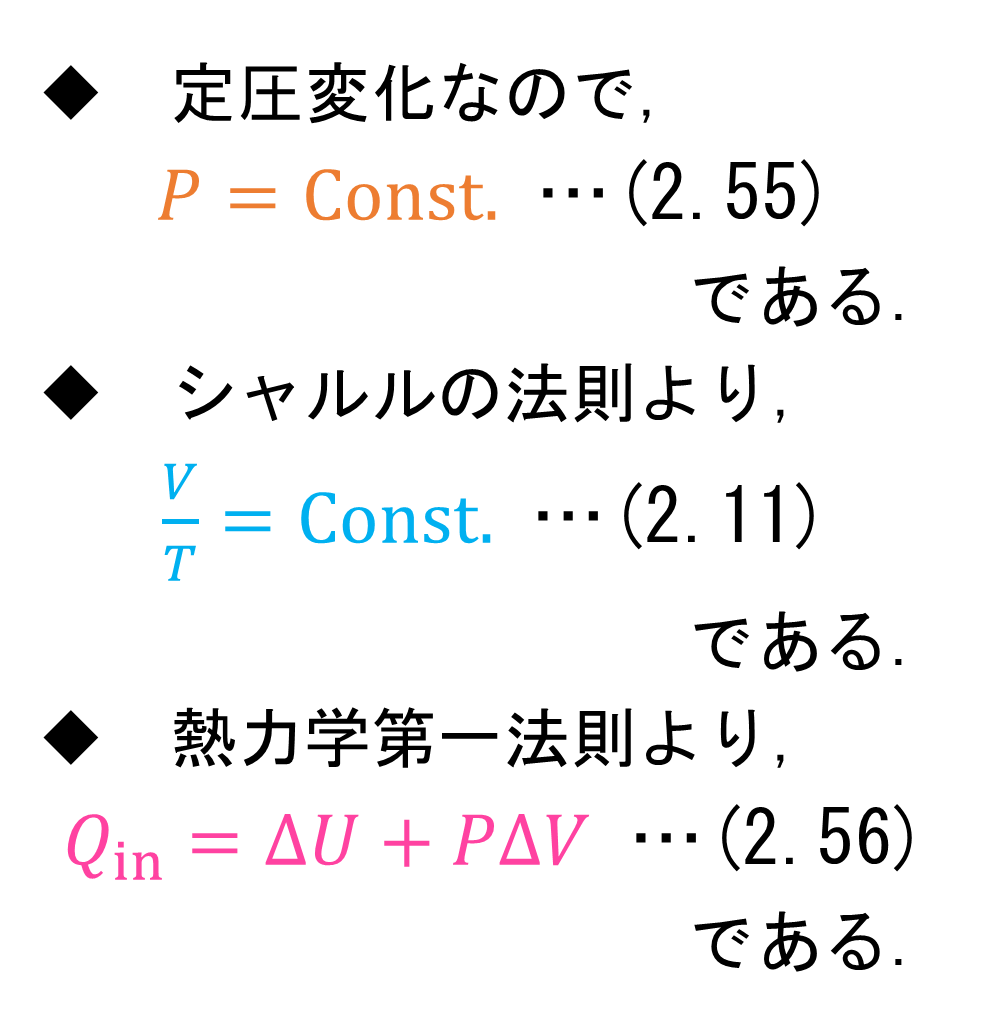 ◆ 定圧変化なので,
P = Const. …(2.55)
である.
◆ シャルルの法則より,
V/T = Const. …(2.11)
である.
◆ 熱力学第一法則より,
Q_in = ΔU + PΔV …(2.56)
である.